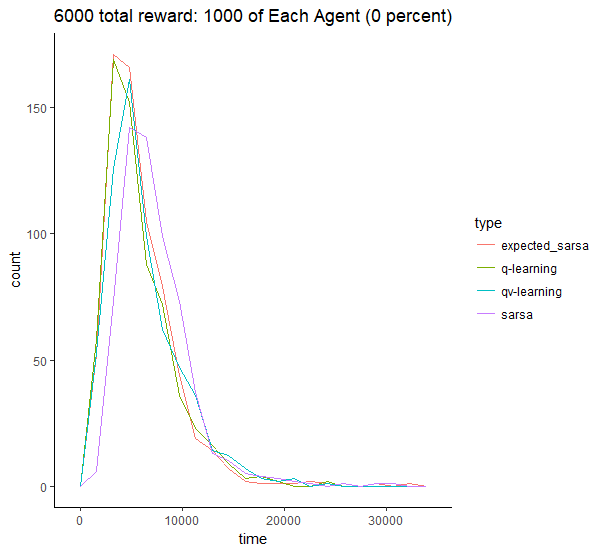 6000 total reward: 1000 of Each Agent (0 percent)
150
100
50
0
count
0
10000
20000
30000
time
type
expected_sarsa
q-learning
qv-learning
sarsa